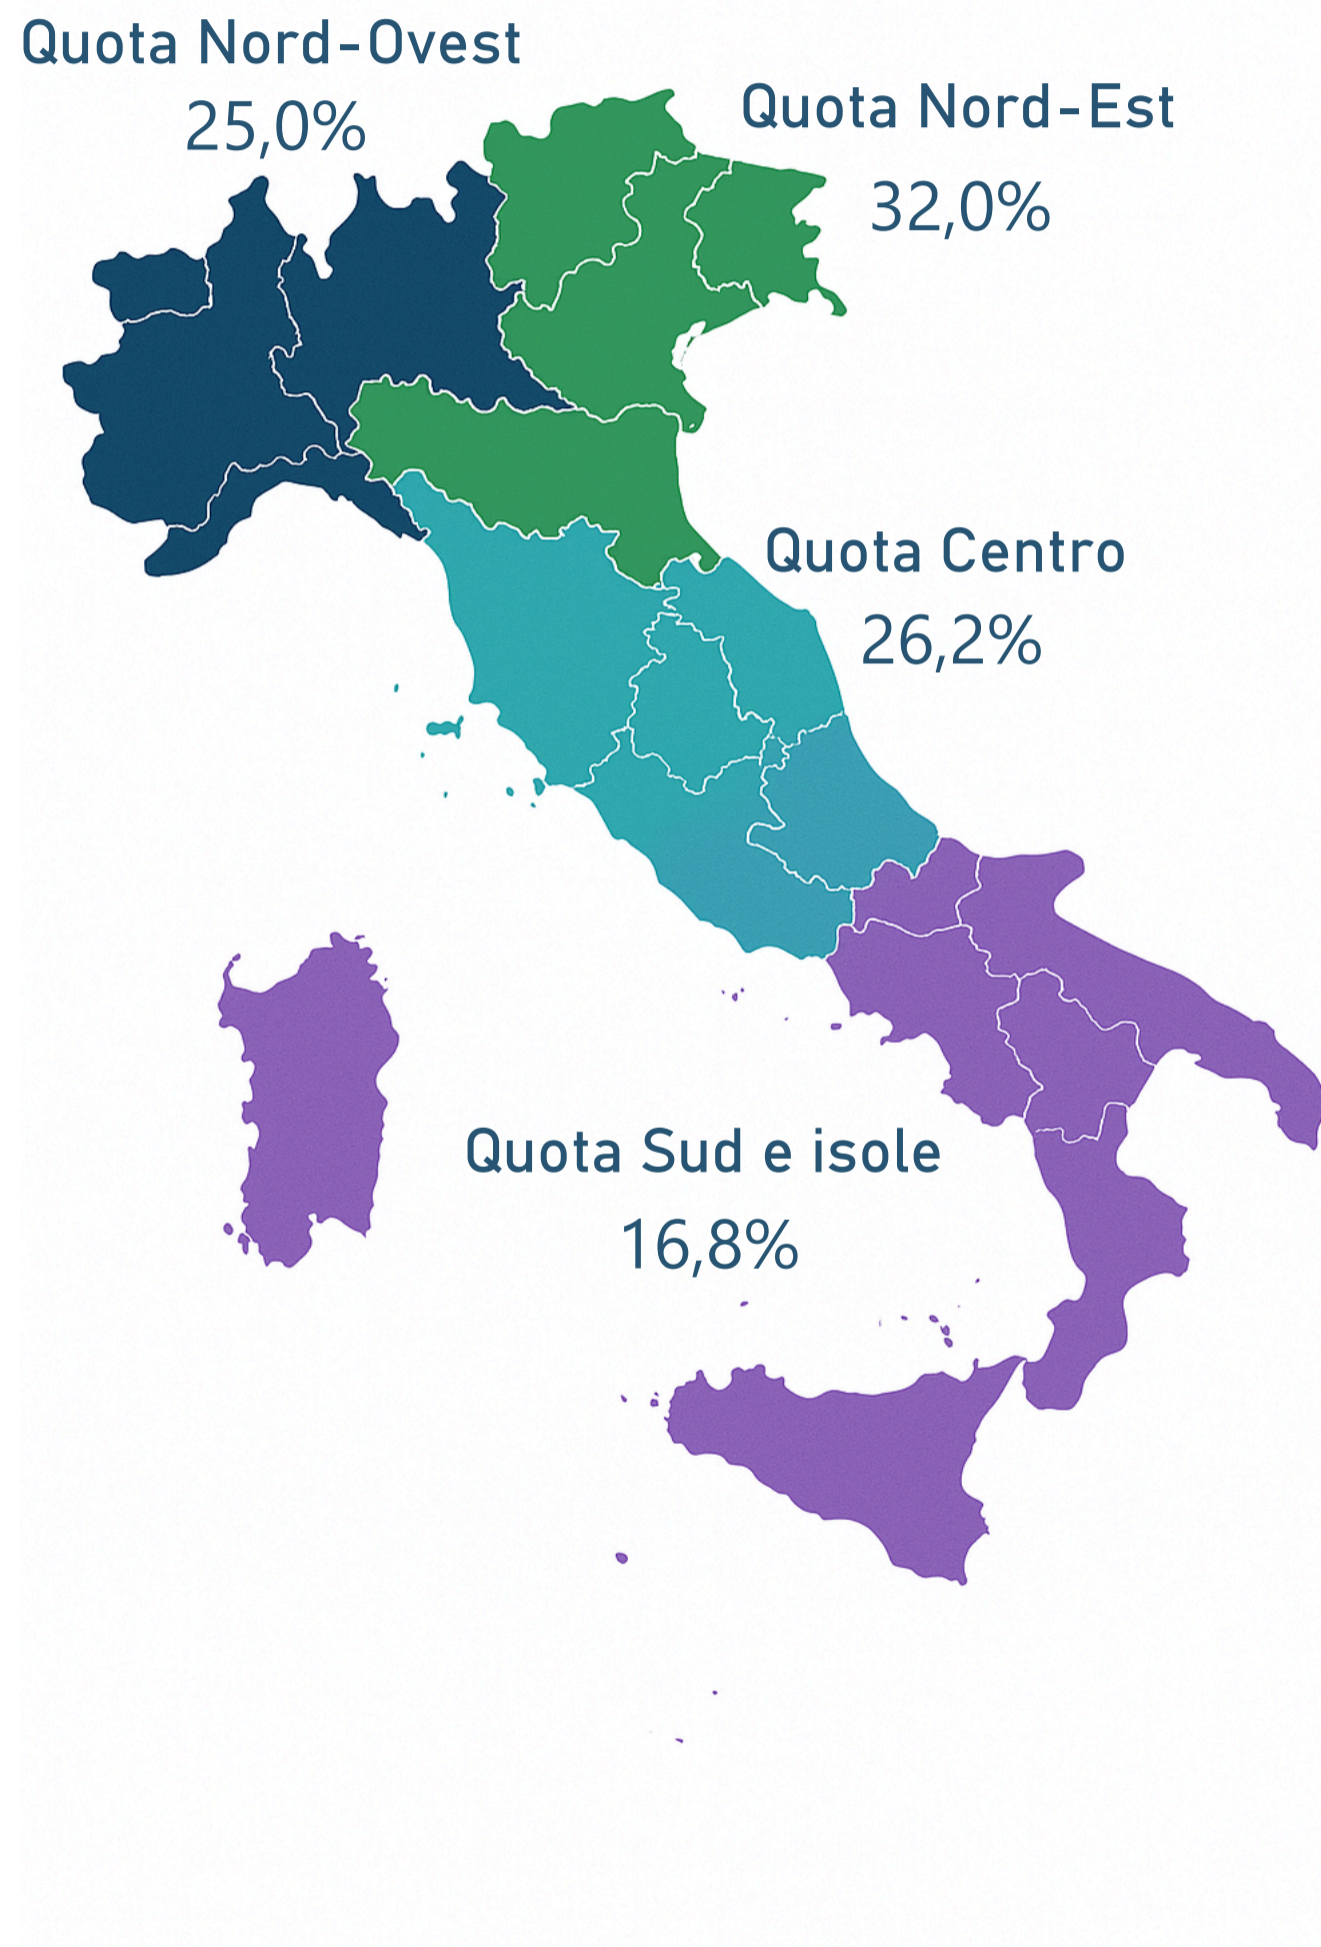 Quota Nord-Ovest
25,0%
Quota Nord-Est
32,0%
Quota Centro
26,2%
Quota Sud e isole
16,8%